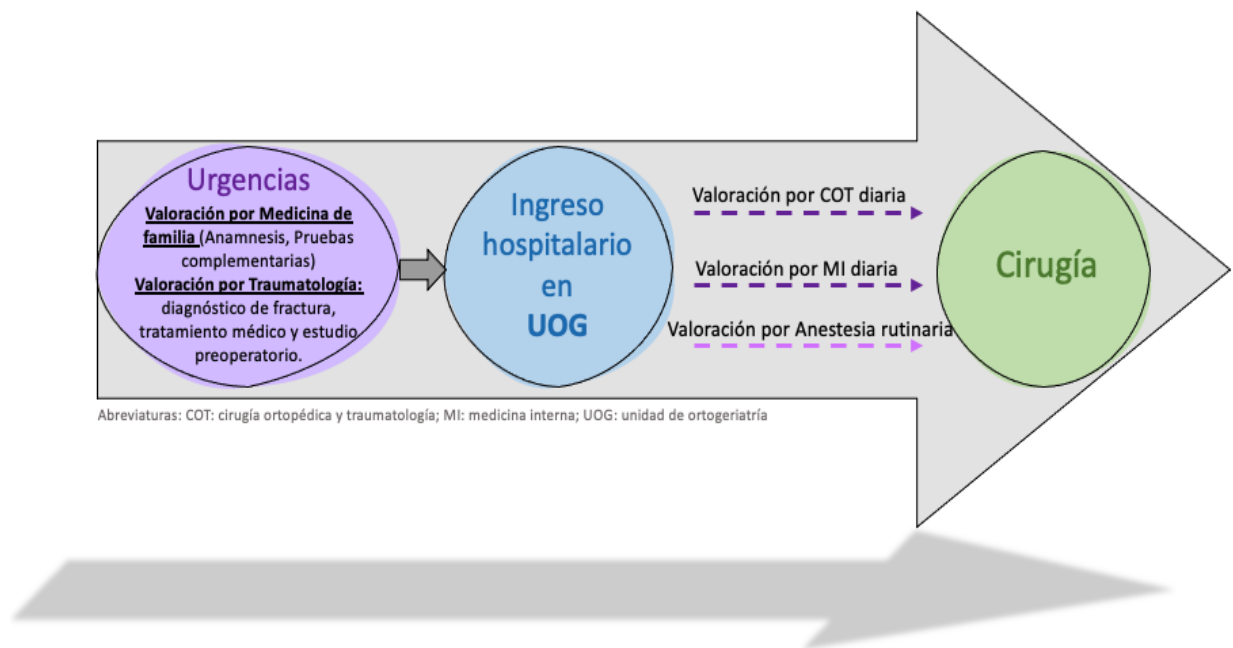 Urgencias
Valoración por Medicina de
familia (Anamnesis, Pruebas
complementarias)
Valoración por Traumatología:
diagnóstico de fractura,
tratamiento médico y estudio
preoperatorio.
Ingreso
hospitalario
en
UOG
Valoración por COT diaria
Valoración por MI diaria
Valoración por Anestesia rutinaria
Cirugía
Abreviaturas: COT: cirugía ortopédica y traumatología; MI: medicina interna; UOG: unidad de ortogeriatría